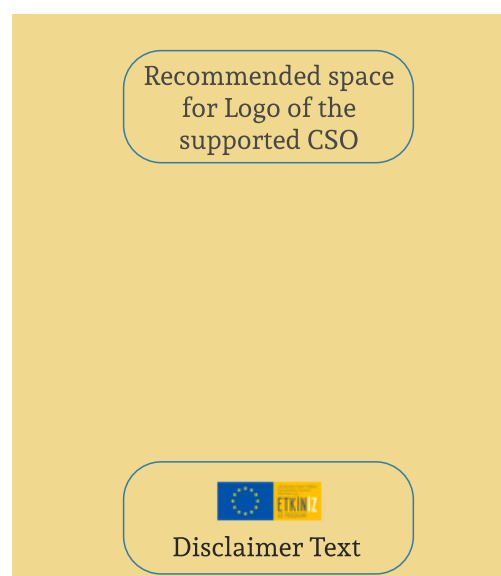 Recommended space
for Logo of the
supported CSO
ETKİNİZ
Disclaimer Text